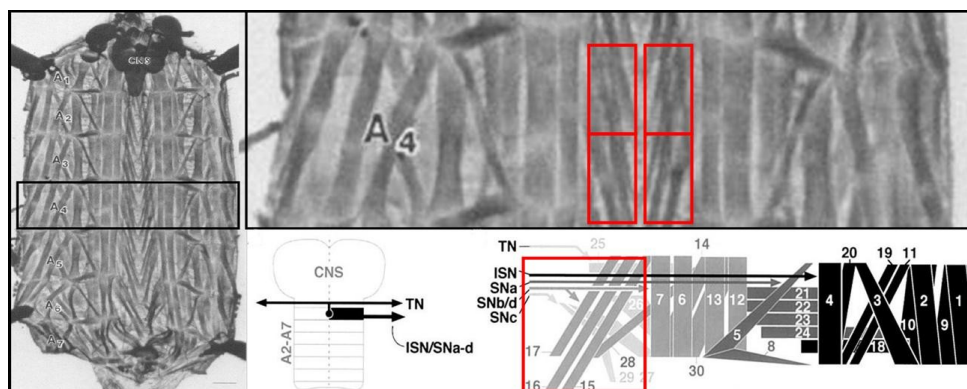 CNS
A1
A2
A3
A4
A5
A6
A7
A4
CNS
TN
A2-A7
ISN/SNa-d
TN
ISN
SNa
SNb/d
SNc
25
14
26
7
6
13
12
5
21
22
23
24
8
17
16
15
28
29
27
30
20
19
11
4
3
2
1
10
9
18